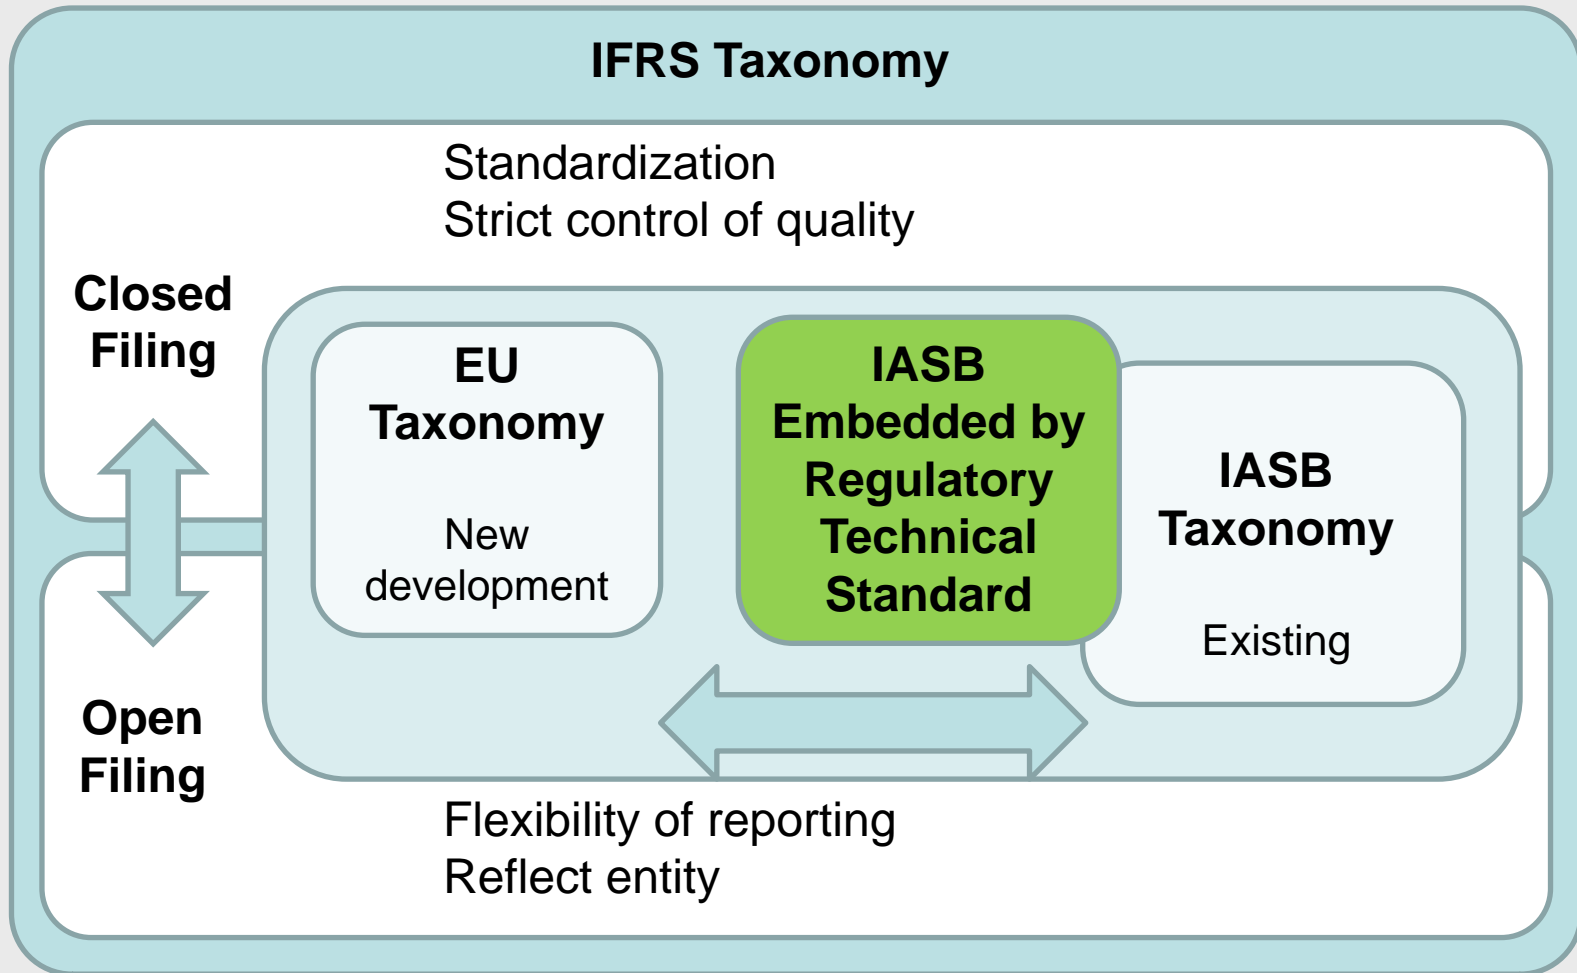 IFRS Taxonomy
Standardization
Strict control of quality
Closed
Filing
EU
Taxonomy
New
development
IASB
Embedded by
Regulatory
Technical
Standard
IASB
Taxonomy
Existing
Open
Filing
Flexibility of reporting
Reflect entity